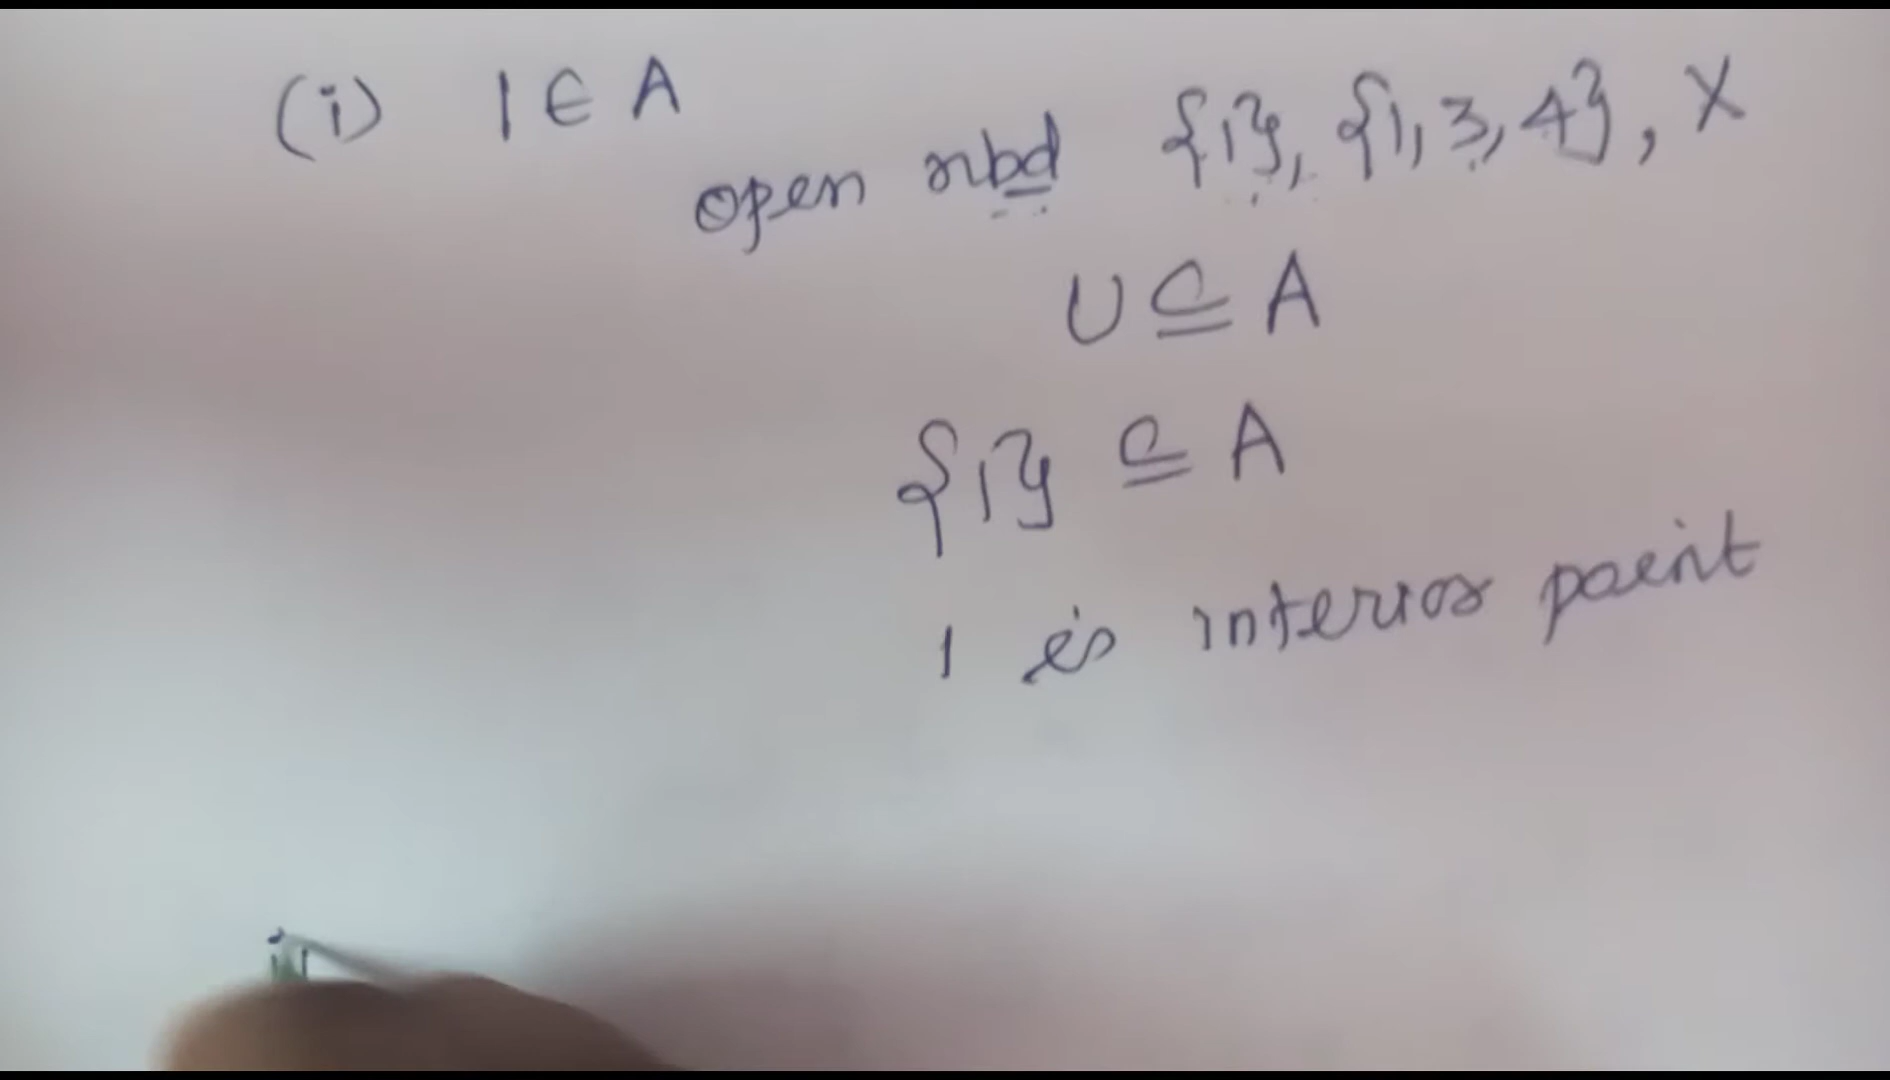 (i) 1 ∈ A
open nbd {1}, {1, 3, 4}, X
U ⊆ A
{1} ⊆ A
1 is interior point